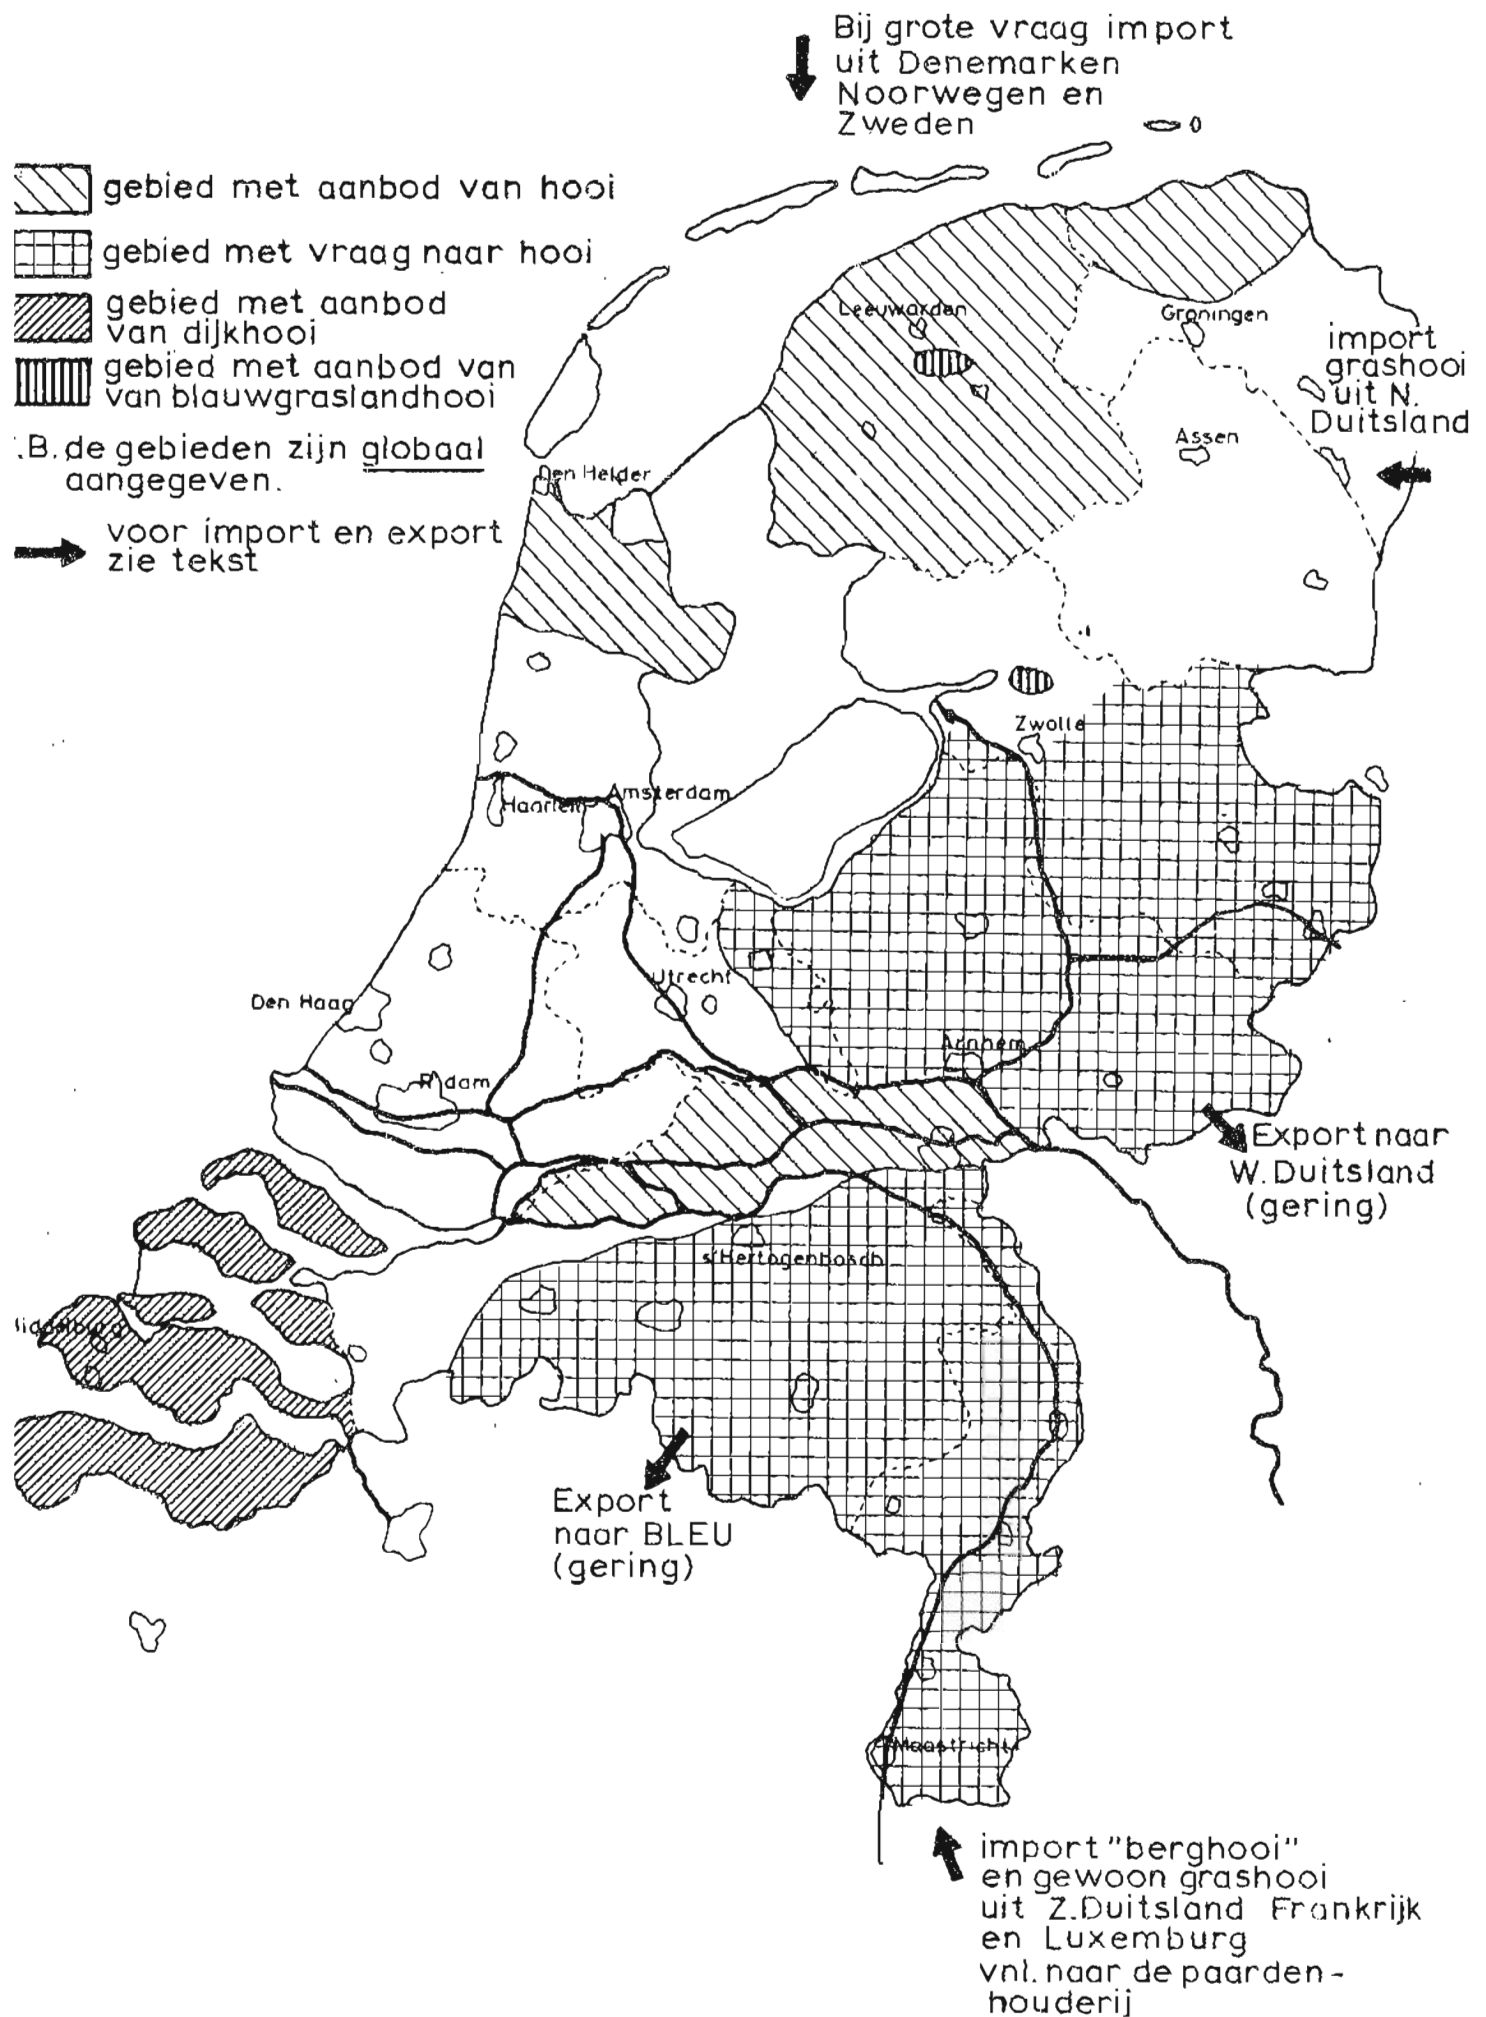 Bij grote vraag import
uit Denemarken
Noorwegen en
Zweden
gebied met aanbod van hooi
gebied met vraag naar hooi
gebied met aanbod
van dijkhooi
gebied met aanbod van
van blauwgraslandhooi
.B. de gebieden zijn globaal
aangegeven.
voor import en export
zie tekst
Leeuwarden
Groningen
import
grashooi
uit N.
Duitsland
Assen
Den Helder
Zwolle
Amsterdam
Haarlem
Utrecht
Den Haag
Arnhem
R'dam
Export naar
W. Duitsland
(gering)
s'Hertogenbosch
iddelburg
Export
naar BLEU
(gering)
Maastricht
import "berghooi"
en gewoon grashooi
uit Z.Duitsland Frankrijk
en Luxemburg
vnl. naar de paarden-
houderij